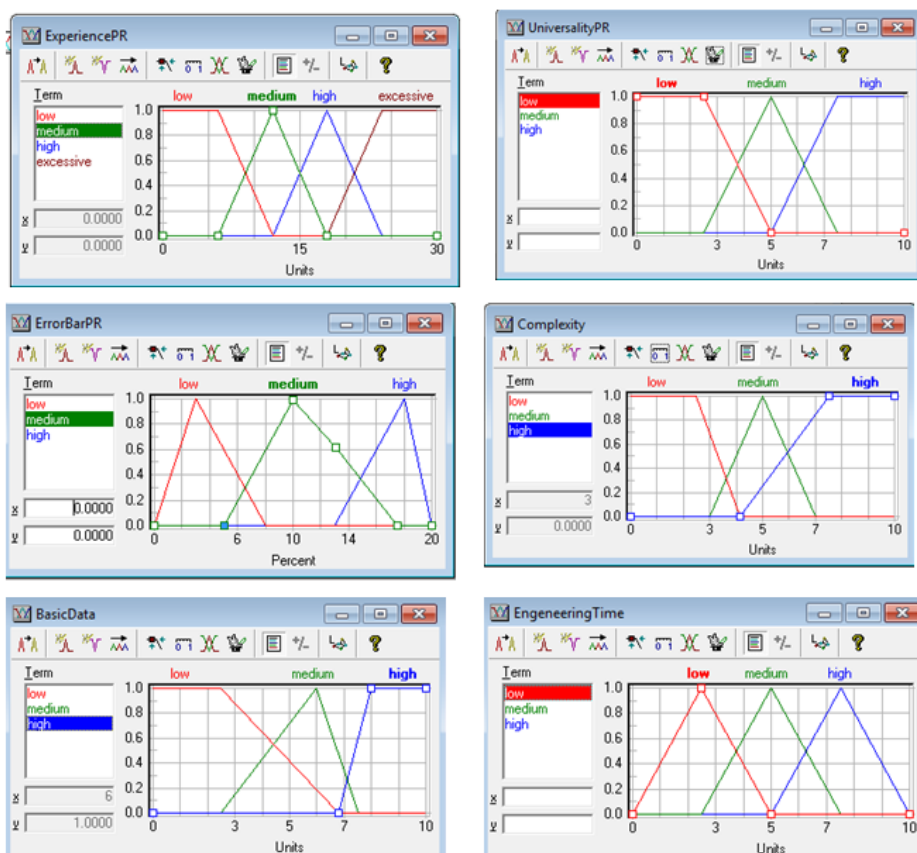 ExperiencePR
Term
low
medium
high
excessive
x 0.0000
y 0.0000
low medium high excessive
1.0
0.8
0.6
0.4
0.2
0.0
0 15 30
Units
UniversalityPR
Term
low
medium
high
x
y
low medium high
1.0
0.8
0.6
0.4
0.2
0.0
0 3 5 7 10
Units
ErrorBarPR
Term
low
medium
high
x 0.0000
y 0.0000
low medium high
1.0
0.8
0.6
0.4
0.2
0.0
0 6 10 14 20
Percent
Complexity
Term
low
medium
high
x 3
y 0.0000
low medium high
1.0
0.8
0.6
0.4
0.2
0.0
0 3 5 7 10
Units
BasicData
Term
low
medium
high
x 6
y 1.0000
low medium high
1.0
0.8
0.6
0.4
0.2
0.0
0 3 7 10
Units
EngeneeringTime
Term
low
medium
high
x
y
low medium high
1.0
0.8
0.6
0.4
0.2
0.0
0 3 5 7 10
Units